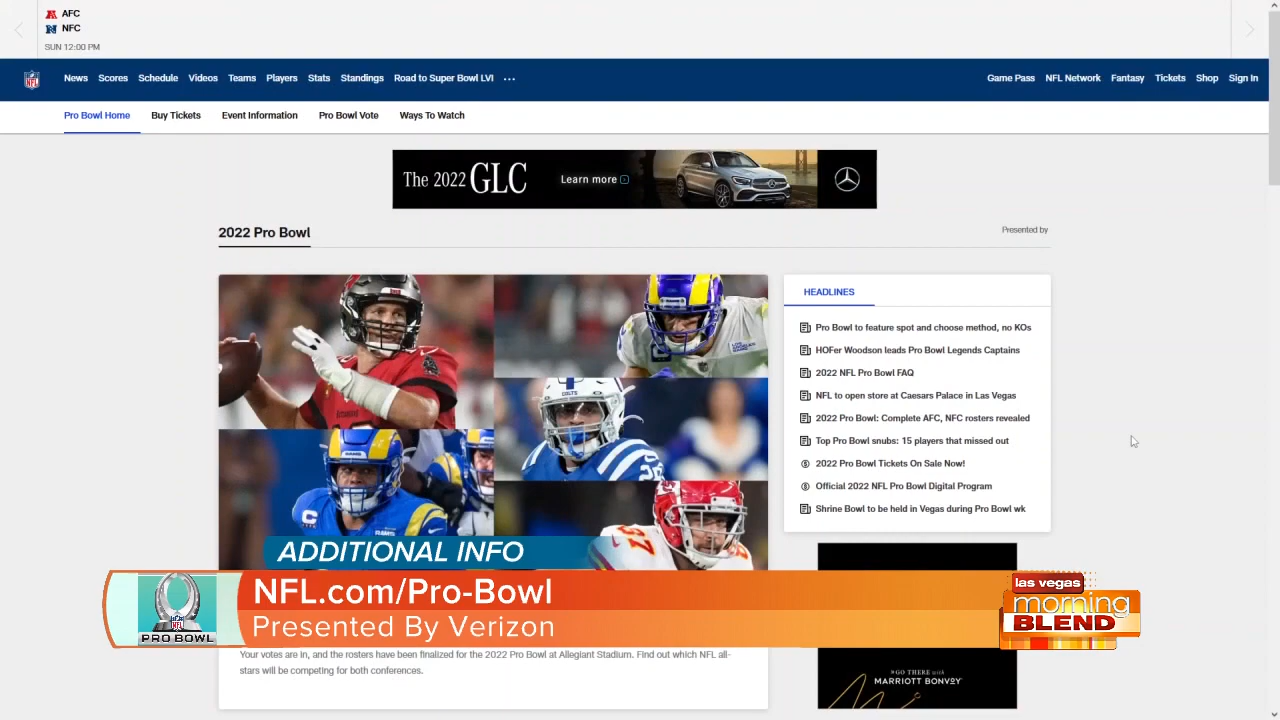 AFC
NFC
SUN 12:00 PM
News Scores Schedule Videos Teams Players Stats Standings Road to Super Bowl LVI ...
Game Pass NFL Network Fantasy Tickets Shop Sign In
Pro Bowl Home Buy Tickets Event Information Pro Bowl Vote Ways To Watch
The 2022 GLC Learn more
2022 Pro Bowl
Presented by
HEADLINES
Pro Bowl to feature spot and choose method, no KOs
HOFer Woodson leads Pro Bowl Legends Captains
2022 NFL Pro Bowl FAQ
NFL to open store at Caesars Palace in Las Vegas
2022 Pro Bowl: Complete AFC, NFC rosters revealed
Top Pro Bowl snubs: 15 players that missed out
2022 Pro Bowl Tickets On Sale Now!
Official 2022 NFL Pro Bowl Digital Program
Shrine Bowl to be held in Vegas during Pro Bowl wk
COLTS
ADDITIONAL INFO
NFL.com/Pro-Bowl
Presented By Verizon
NFL
PRO BOWL
las vegas
morning
BLEND
Your votes are in, and the rosters have been finalized for the 2022 Pro Bowl at Allegiant Stadium. Find out which NFL all-
stars will be competing for both conferences.
GO THERE with
MARRIOTT BONVOY